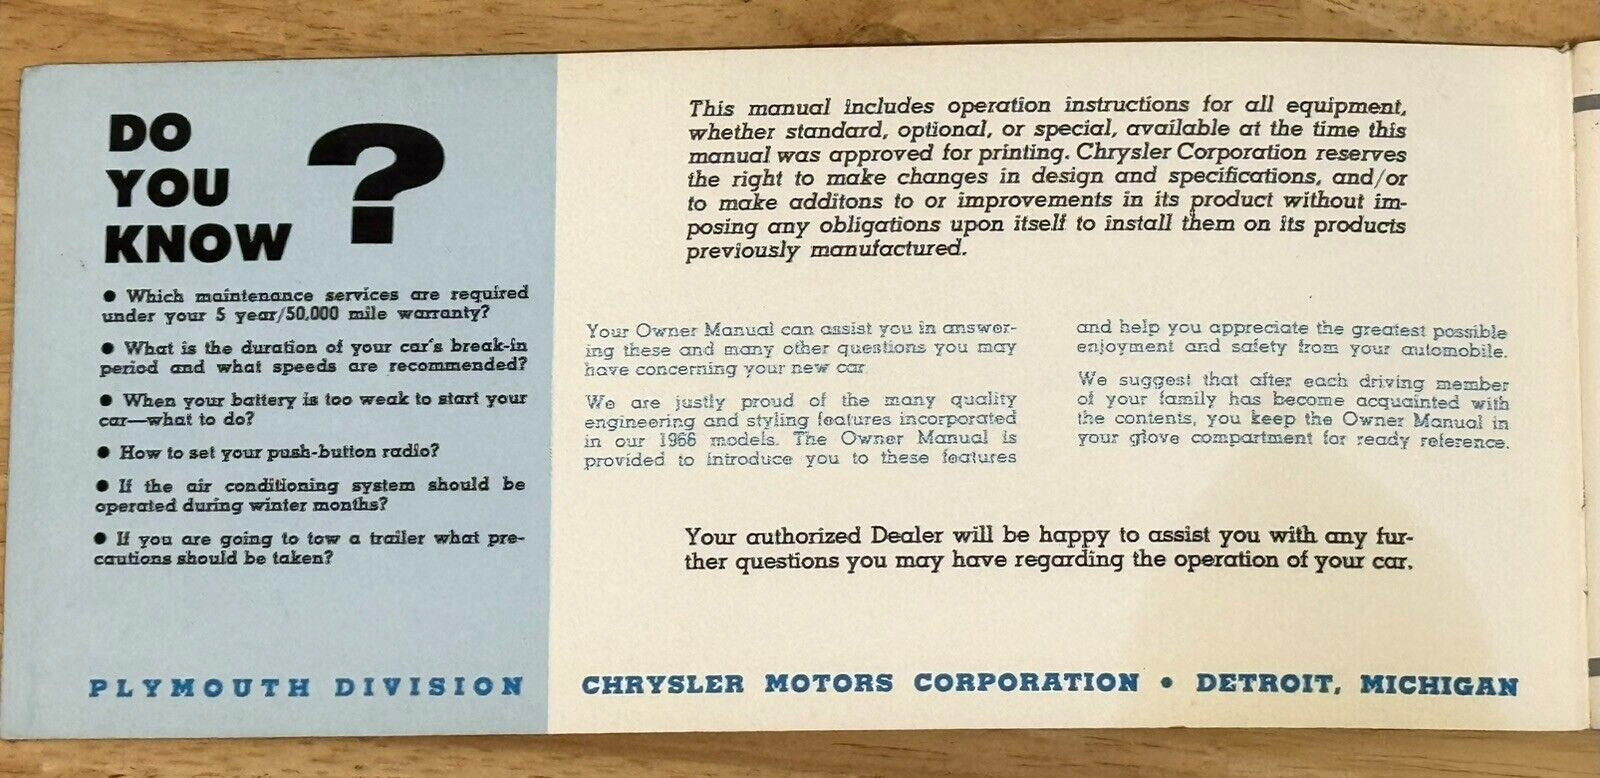 DO
YOU
KNOW
?
● Which maintenance services are required
under your 5 year/50,000 mile warranty?
● What is the duration of your car's break-in
period and what speeds are recommended?
● When your battery is too weak to start your
car—what to do?
● How to set your push-button radio?
● If the air conditioning system should be
operated during winter months?
● If you are going to tow a trailer what pre-
cautions should be taken?
PLYMOUTH DIVISION
This manual includes operation instructions for all equipment,
whether standard, optional, or special, available at the time this
manual was approved for printing. Chrysler Corporation reserves
the right to make changes in design and specifications, and/or
to make additons to or improvements in its product without im-
posing any obligations upon itself to install them on its products
previously manufactured.
Your Owner Manual can assist you in answer-
ing these and many other questions you may
have concerning your new car.
We are justly proud of the many quality
engineering and styling features incorporated
in our 1966 models. The Owner Manual is
provided to introduce you to these features
and help you appreciate the greatest possible
enjoyment and safety from your automobile.
We suggest that after each driving member
of your family has become acquainted with
the contents, you keep the Owner Manual in
your glove compartment for ready reference.
Your authorized Dealer will be happy to assist you with any fur-
ther questions you may have regarding the operation of your car.
CHRYSLER MOTORS CORPORATION • DETROIT, MICHIGAN